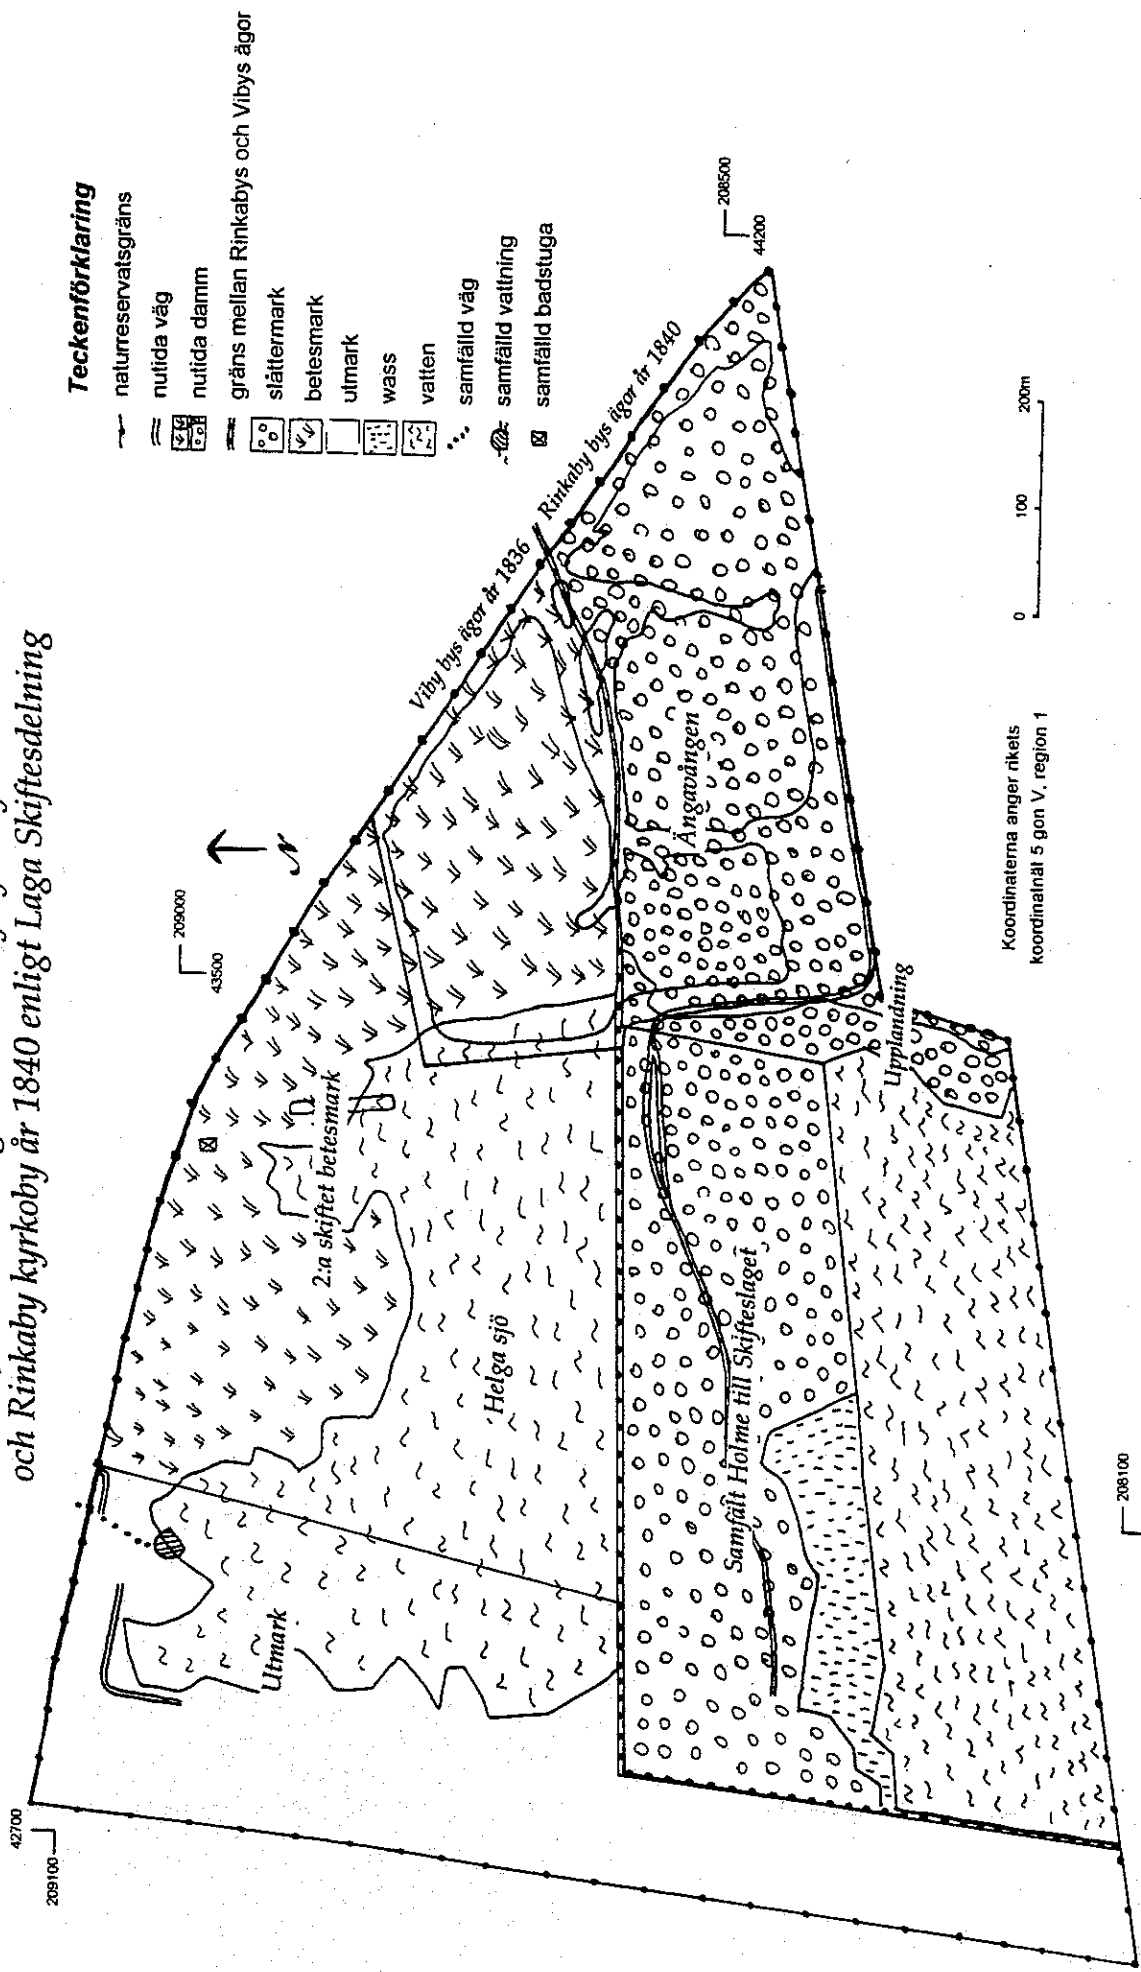 och Rinkaby kyrkoby år 1840 enligt Laga Skiftesdelning
Teckenförklaring
naturreservatsgräns
nutida väg
nutida damm
gräns mellan Rinkabys och Vibys ägor
slåttermark
betesmark
utmark
wass
vatten
samfälld väg
samfälld vattning
samfälld badstuga
42700
209100
209000
43500
N
Viby bys ägor år 1836
Rinkaby bys ägor år 1840
208500
44200
2:a skiftet betesmark
Utmark
Helga sjö
Ängavången
Samfält Holme till Skifteslaget
Upplandning
0 100 200m
Koordinaterna anger rikets
koordinatnät 5 gon V, region 1
208100